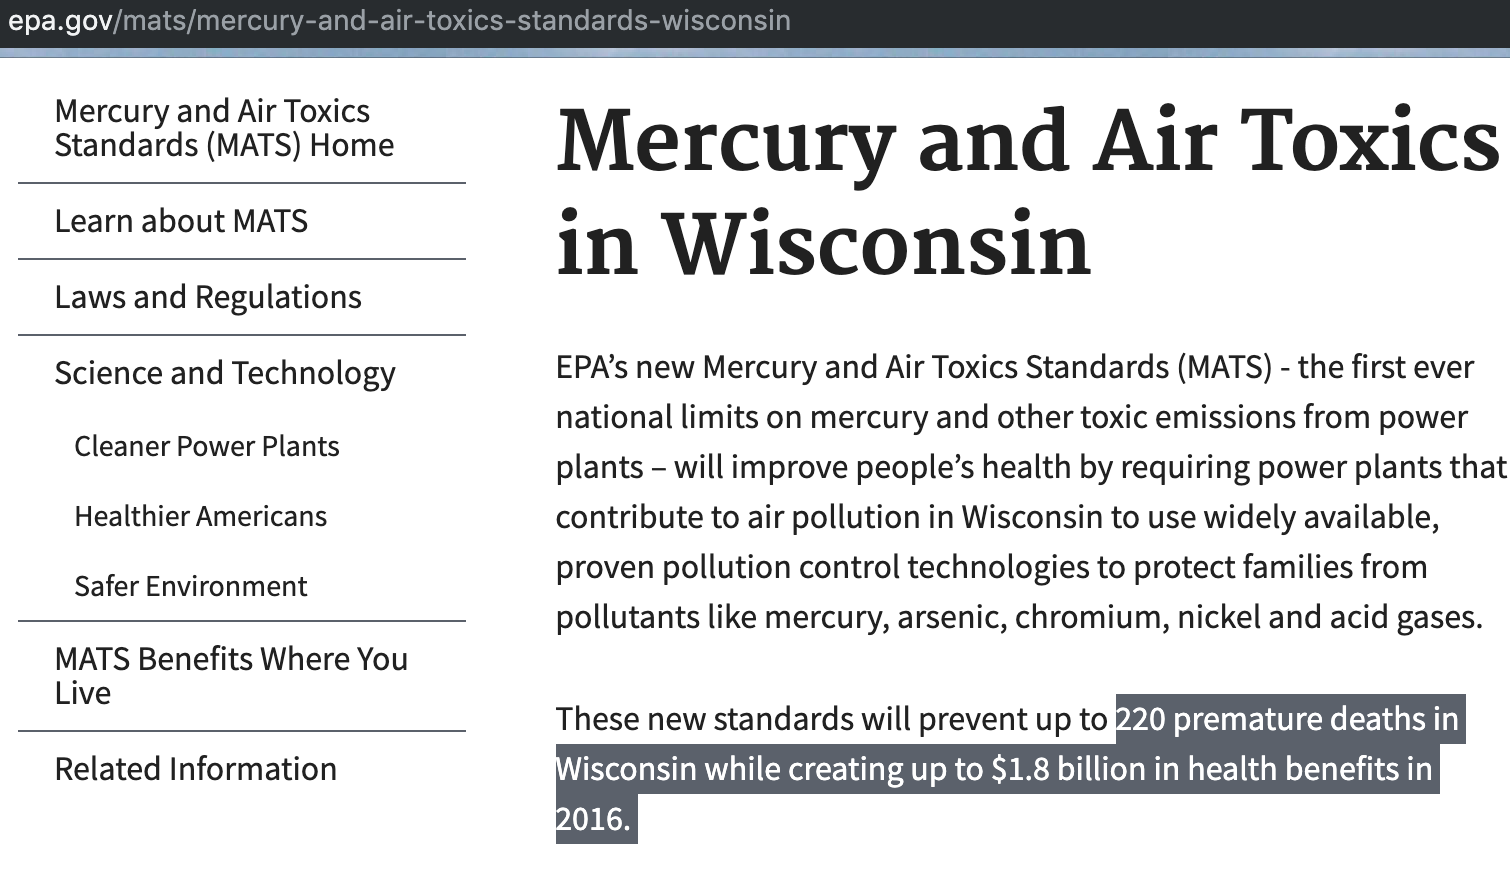 epa.gov/mats/mercury-and-air-toxics-standards-wisconsin
Mercury and Air Toxics
Standards (MATS) Home
Learn about MATS
Laws and Regulations
Science and Technology
Cleaner Power Plants
Healthier Americans
Safer Environment
MATS Benefits Where You
Live
Related Information
Mercury and Air Toxics
in Wisconsin
EPA’s new Mercury and Air Toxics Standards (MATS) - the first ever
national limits on mercury and other toxic emissions from power
plants – will improve people’s health by requiring power plants that
contribute to air pollution in Wisconsin to use widely available,
proven pollution control technologies to protect families from
pollutants like mercury, arsenic, chromium, nickel and acid gases.
These new standards will prevent up to 220 premature deaths in
Wisconsin while creating up to $1.8 billion in health benefits in
2016.